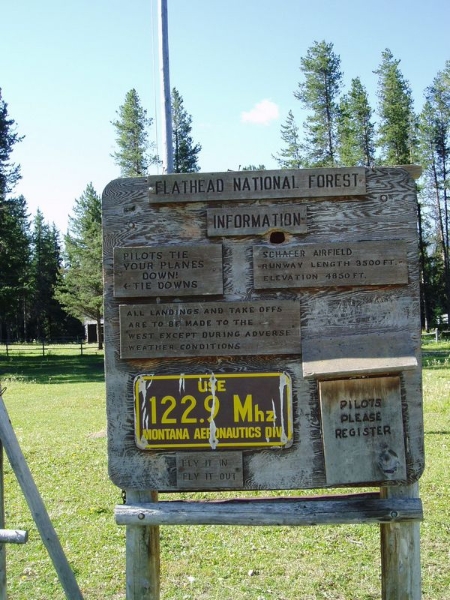 FLATHEAD NATIONAL FOREST
INFORMATION
PILOTS TIE
YOUR PLANES
DOWN!
← TIE DOWNS
SCHAFER AIRFIELD
RUNWAY LENGTH 3500FT.
ELEVATION 4850FT.
ALL LANDINGS AND TAKE OFFS
ARE TO BE MADE TO THE
WEST EXCEPT DURING ADVERSE
WEATHER CONDITIONS
USE
122.9 Mhz
MONTANA AERONAUTICS DIV.
PILOTS
PLEASE
REGISTER
FLY IT IN
FLY IT OUT